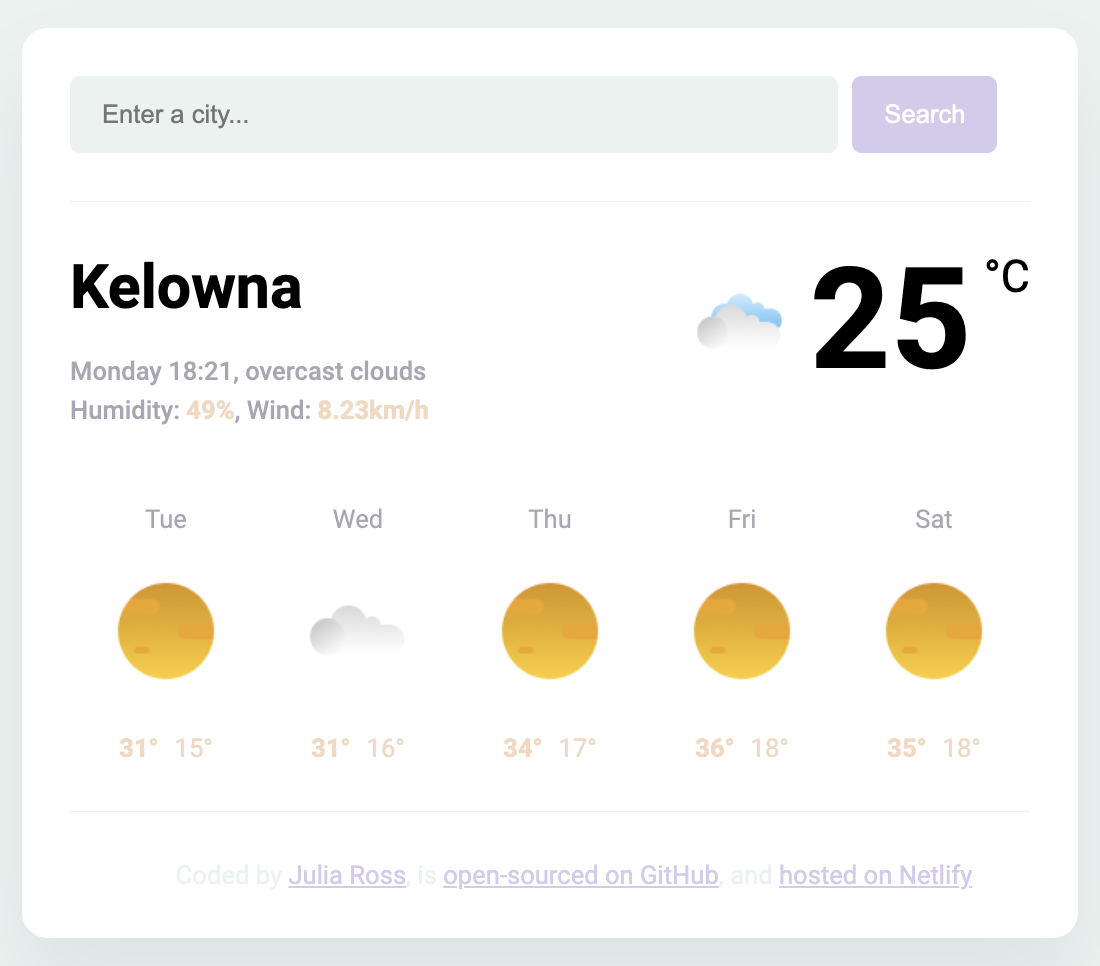 Enter a city...
Search
Kelowna
25 °C
Monday 18:21, overcast clouds
Humidity: 49%, Wind: 8.23km/h
Tue Wed Thu Fri Sat
31° 15° 31° 16° 34° 17° 36° 18° 35° 18°
Coded by Julia Ross, is open-sourced on GitHub, and hosted on Netlify